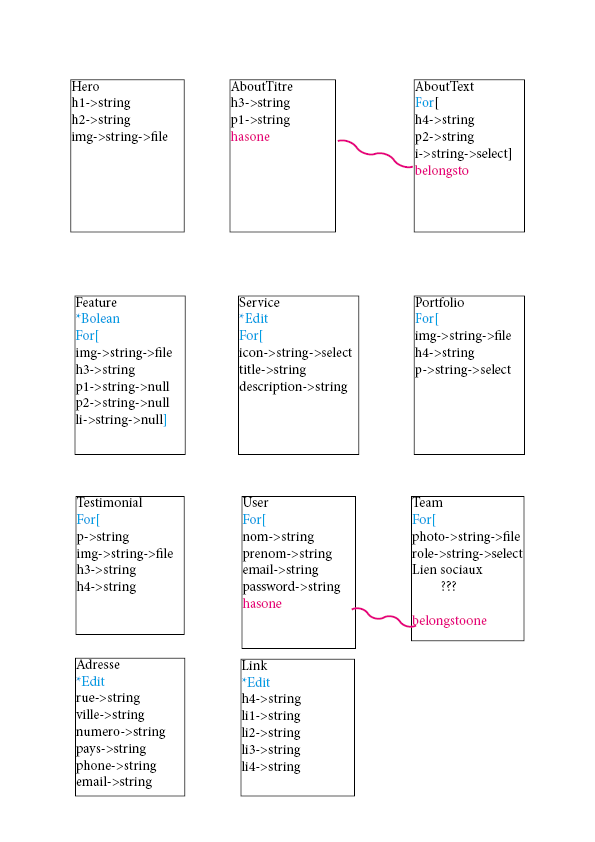 Hero
h1->string
h2->string
img->string->file
AboutTitre
h3->string
p1->string
hasone
AboutText
For[
h4->string
p2->string
i->string->select]
belongsto
Feature
*Bolean
For[
img->string->file
h3->string
p1->string->null
p2->string->null
li->string->null]
Service
*Edit
For[
icon->string->select
title->string
description->string
Portfolio
For[
img->string->file
h4->string
p->string->select
Testimonial
For[
p->string
img->string->file
h3->string
h4->string
User
For[
nom->string
prenom->string
email->string
password->string
hasone
Team
For[
photo->string->file
role->string->select
Lien sociaux
???
belongstoone
Adresse
*Edit
rue->string
ville->string
numero->string
pays->string
phone->string
email->string
Link
*Edit
h4->string
li1->string
li2->string
li3->string
li4->string